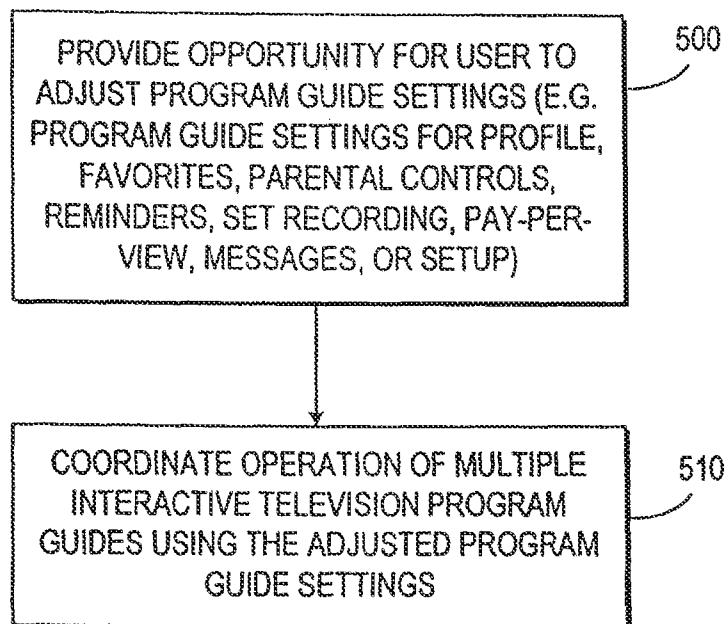 PROVIDE OPPORTUNITY FOR USER TO
ADJUST PROGRAM GUIDE SETTINGS (E.G.
PROGRAM GUIDE SETTINGS FOR PROFILE,
FAVORITES, PARENTAL CONTROLS,
REMINDERS, SET RECORDING, PAY-PER-
VIEW, MESSAGES, OR SETUP)
500
COORDINATE OPERATION OF MULTIPLE
INTERACTIVE TELEVISION PROGRAM
GUIDES USING THE ADJUSTED PROGRAM
GUIDE SETTINGS
510